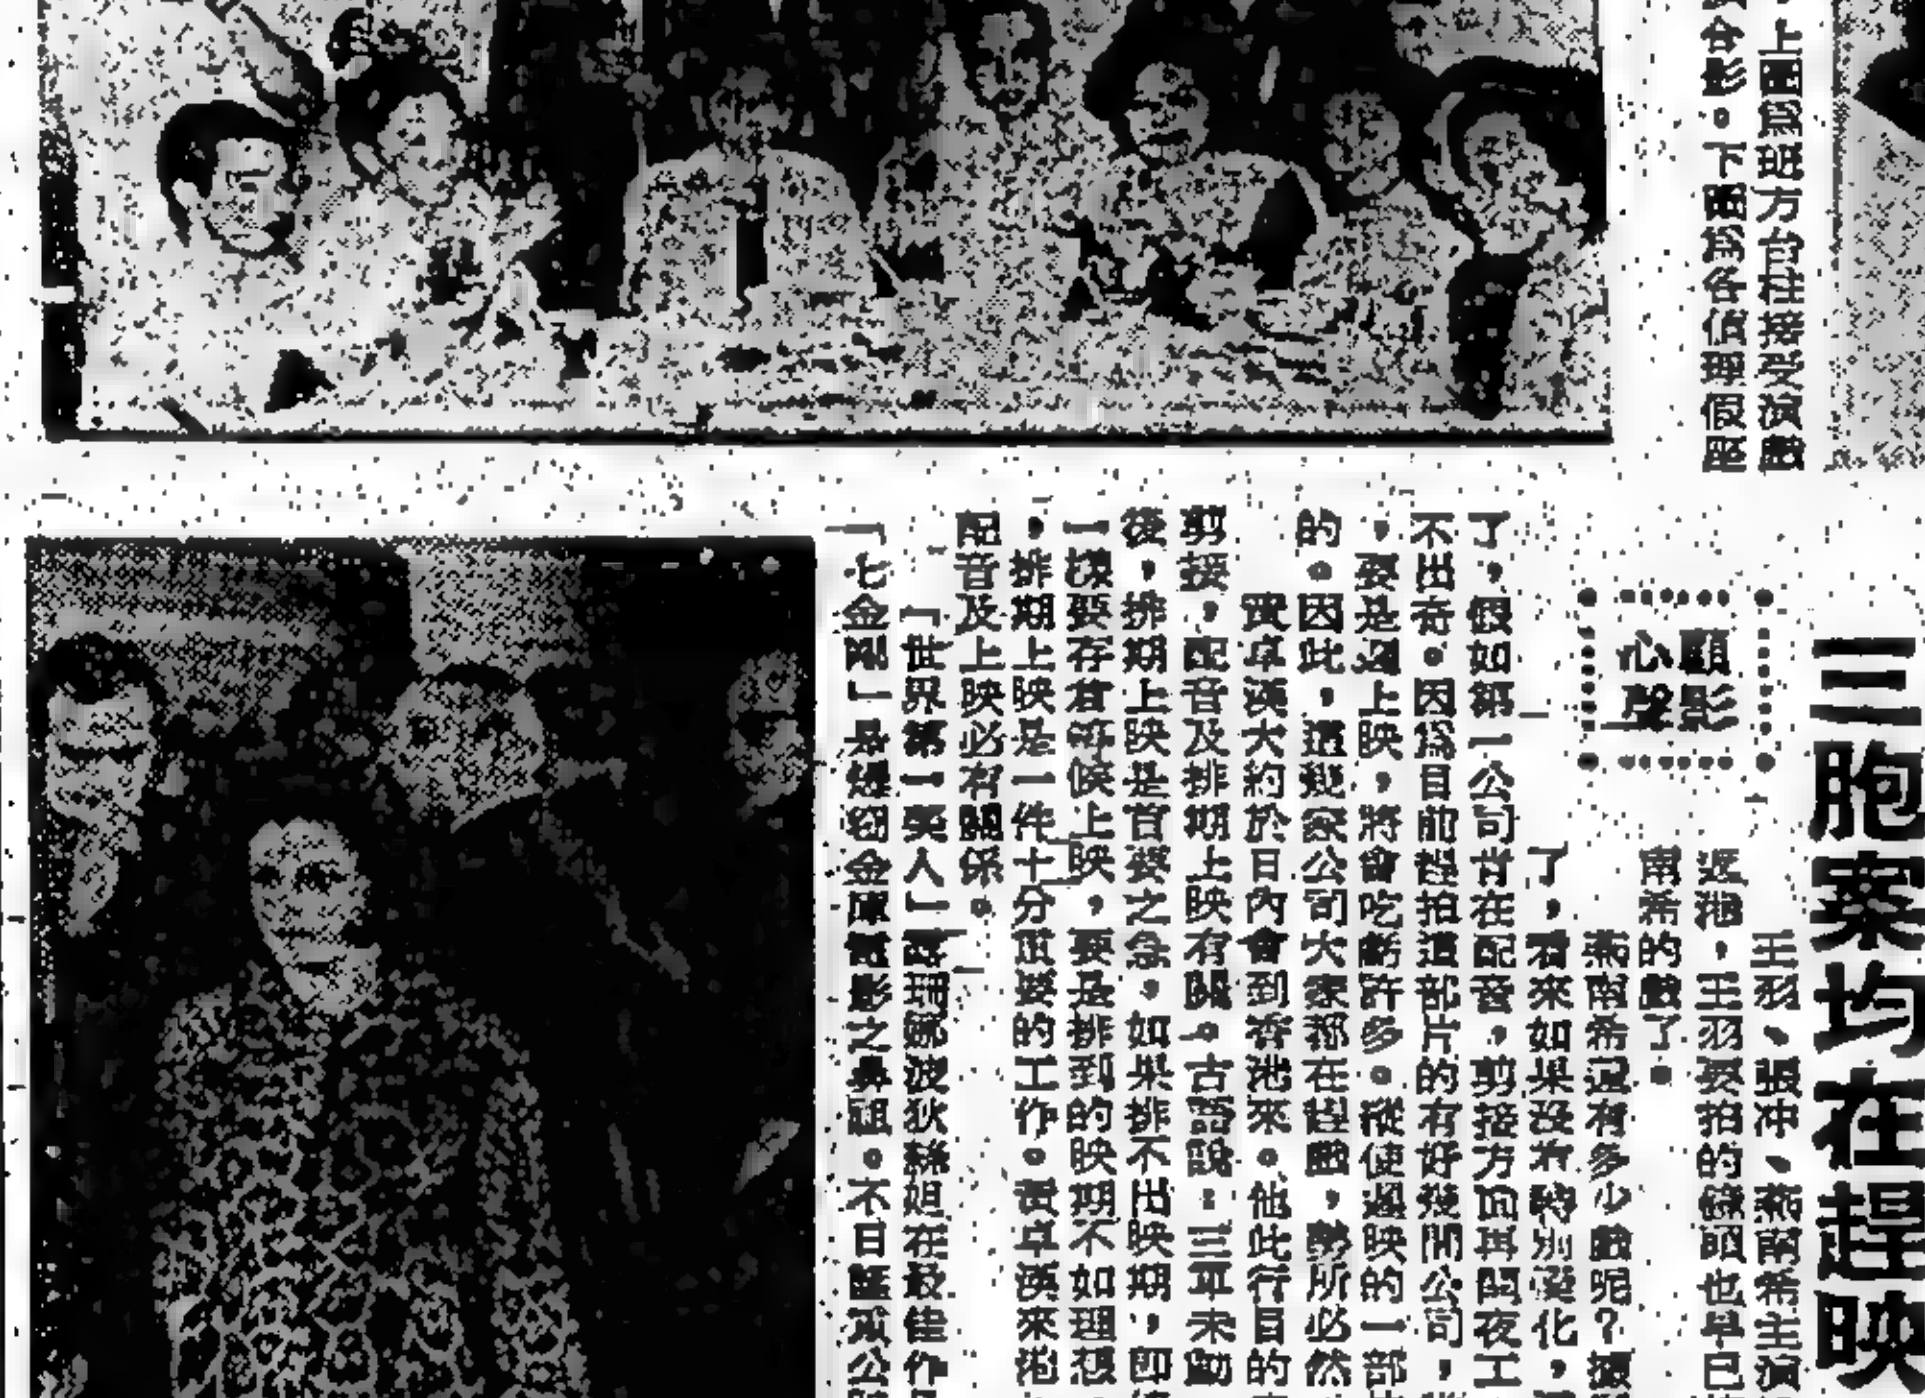 上圖為班方台柱接受演戲
合影。下圖為各值理假座
三胞案均在趕映
顧影
心聲
王羽、張冲、燕南希主演
返港,王羽要拍的
南希的戲了。
燕南希還有多少戲呢?
了,看來如果沒有特別變化,
了,假如第一公司肯在配音,剪接方面再開夜工
不出奇。因為目前趕拍這部片的有好幾間公司,
,要是遲上映,將會吃虧許多。縱使遲映的一部
的。因此,這幾家公司大家都在趕戲,勢所必然
黃卓漢大約於日內會到香港來。他此行目的
剪接,配音及排期上映有關。古語說:三軍未動
後,排期上映是首要之急。如果排不出映期,即
一樣要存着等候上映,要是排到的映期不如理想
,排期上映是一件十分重要的工作。黃卓漢來港
配音及上映必有關係。
「世界第一美人」露瑚波狄絲妲在最佳作
「七金剛」是爆竊金庫電影之鼻祖。不日匯成公